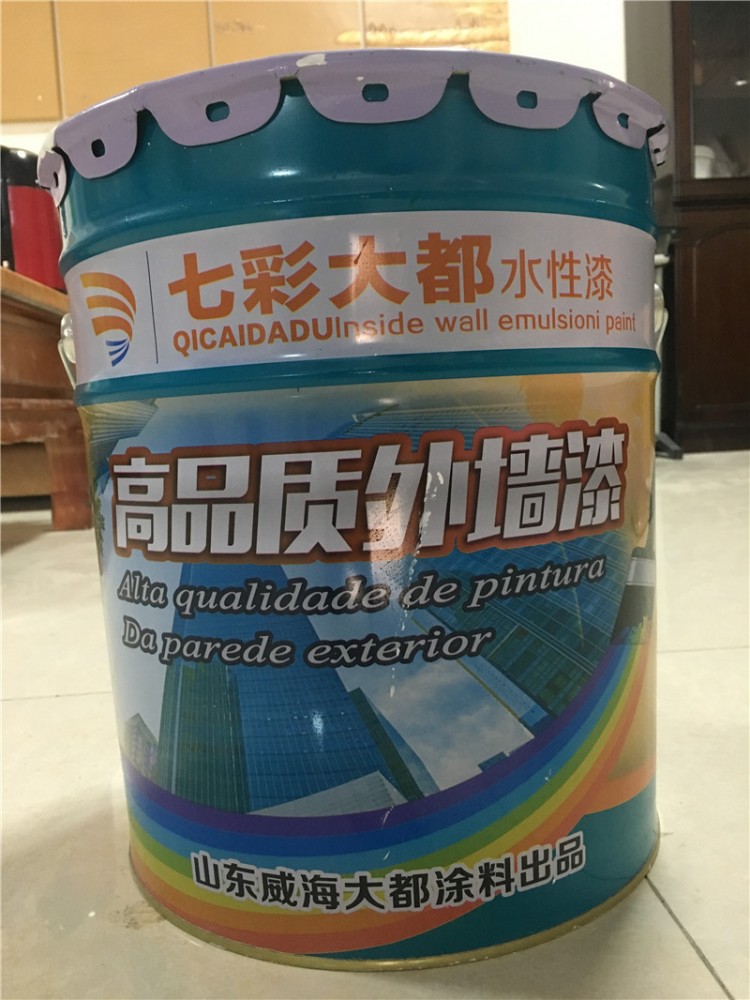 七彩大都水性漆
QICAIDADUInside wall emulsioni paint
高品质外墙漆
Alta qualidade de pintura
Da parede exterior
山东威海大都涂料出品